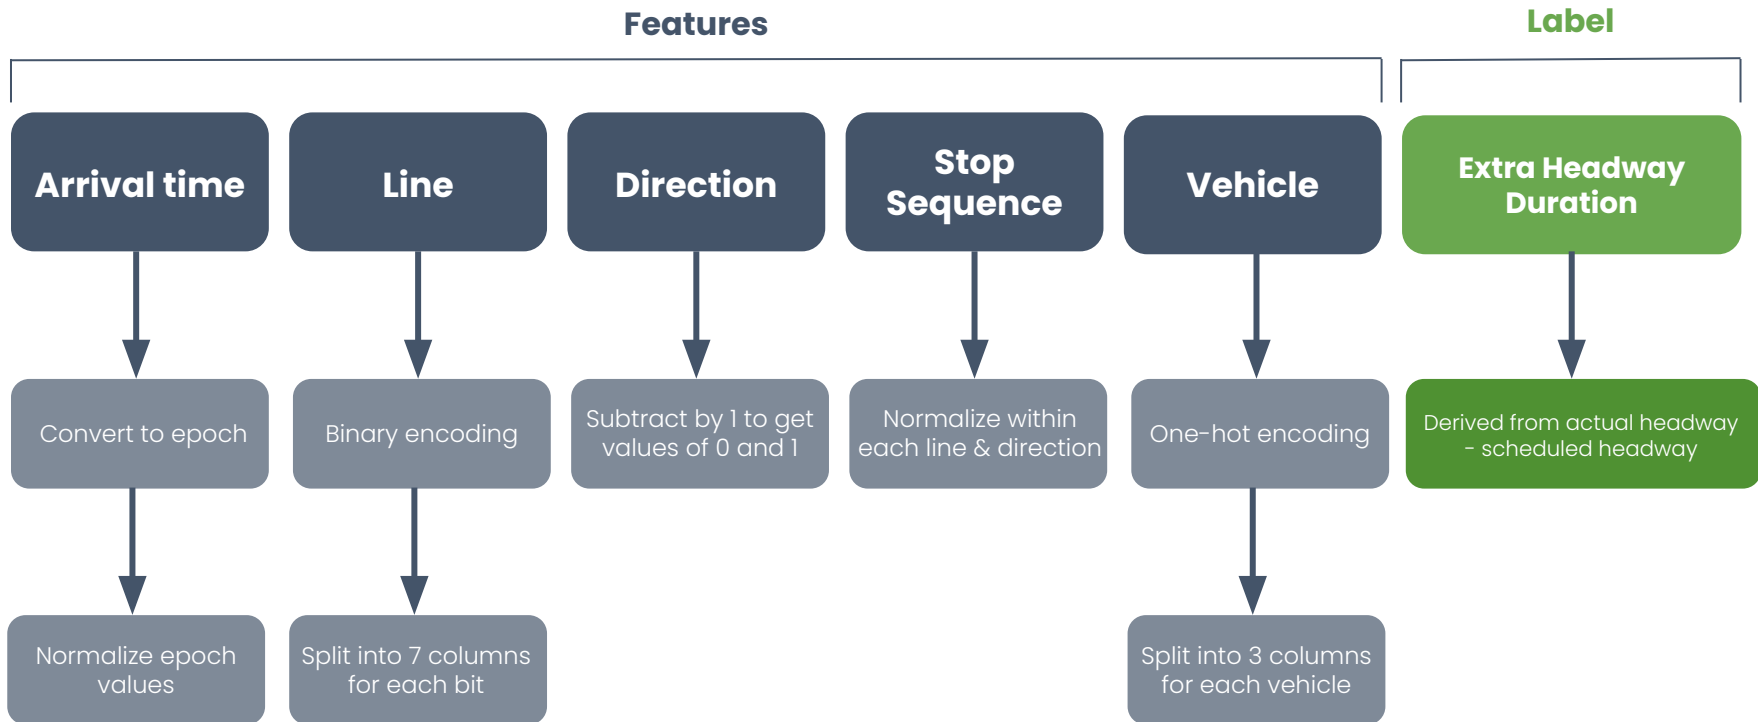 Features
Label
Arrival time
Line
Direction
Stop
Sequence
Vehicle
Extra Headway
Duration
Convert to epoch
Binary encoding
Subtract by 1 to get
values of 0 and 1
Normalize within
each line & direction
One-hot encoding
Derived from actual headway
- scheduled headway
Normalize epoch
values
Split into 7 columns
for each bit
Split into 3 columns
for each vehicle